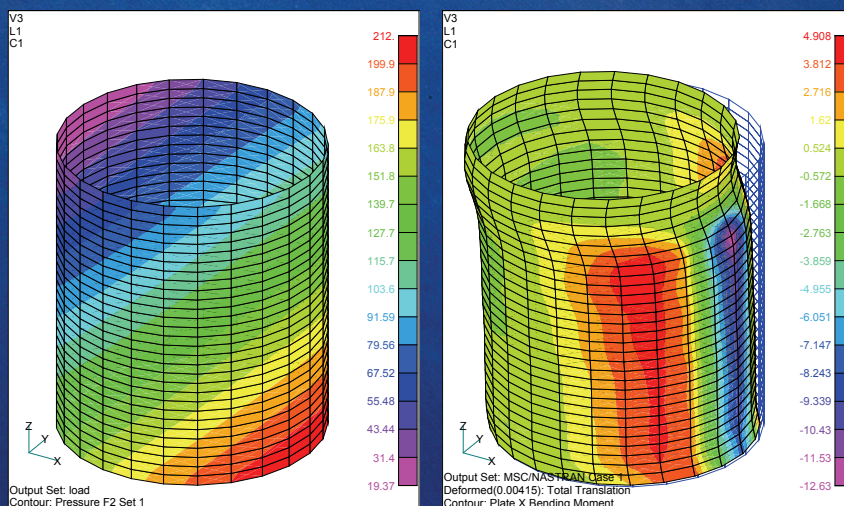 V3
L1
C1
212.
199.9
187.9
175.9
163.8
151.8
139.7
127.7
115.7
103.6
91.59
79.56
67.52
55.48
43.44
31.4
19.37
Z
Y
X
Output Set: load
Contour: Pressure F2 Set 1
V3
L1
C1
4.908
3.812
2.716
1.62
0.524
-0.572
-1.668
-2.763
-3.859
-4.955
-6.051
-7.147
-8.243
-9.339
-10.43
-11.53
-12.63
Z
Y
X
Output Set: MSC/NASTRAN Case 1
Deformed(0.00415): Total Translation
Contour: Plate X Bending Moment